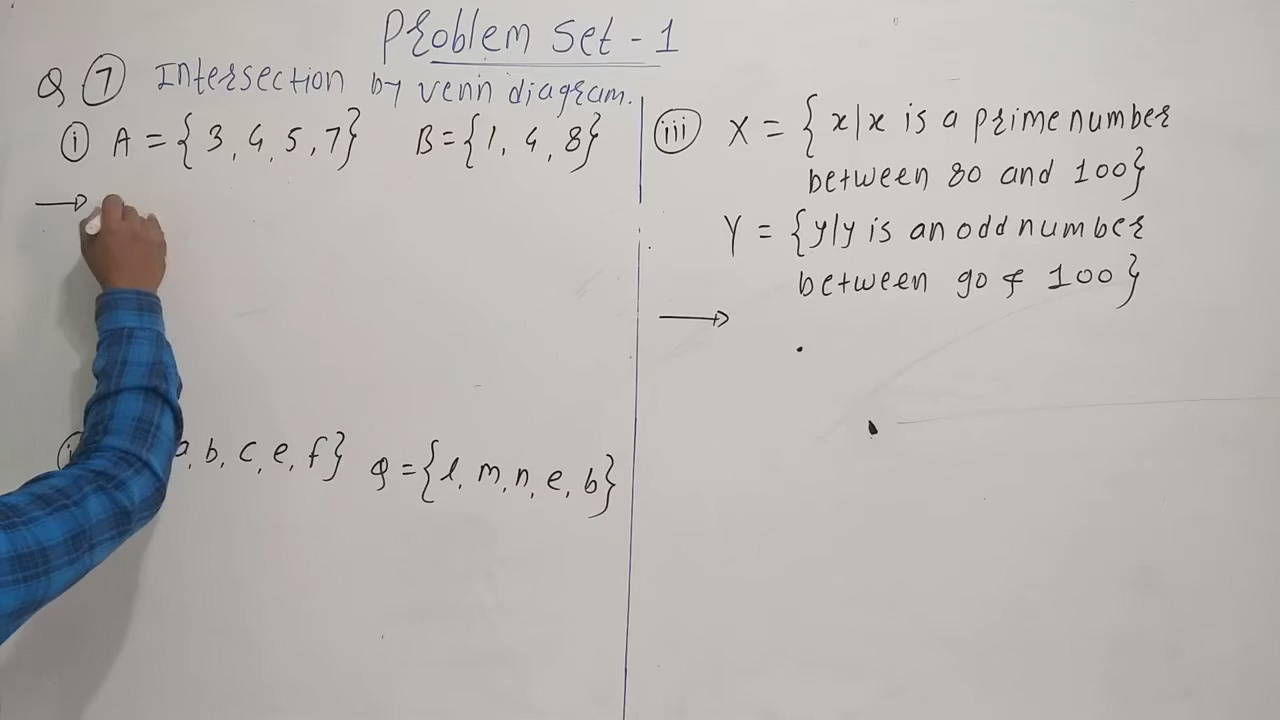 Problem Set - 1
Q 7 Intersection by venn diagram.
i A = {3, 4, 5, 7} B = {1, 4, 8}
a, b, c, e, f} Q = {l, m, n, e, b}
iii X = {x/x is a prime number
between 80 and 100}
Y = {y/y is an odd number
between 90 & 100}